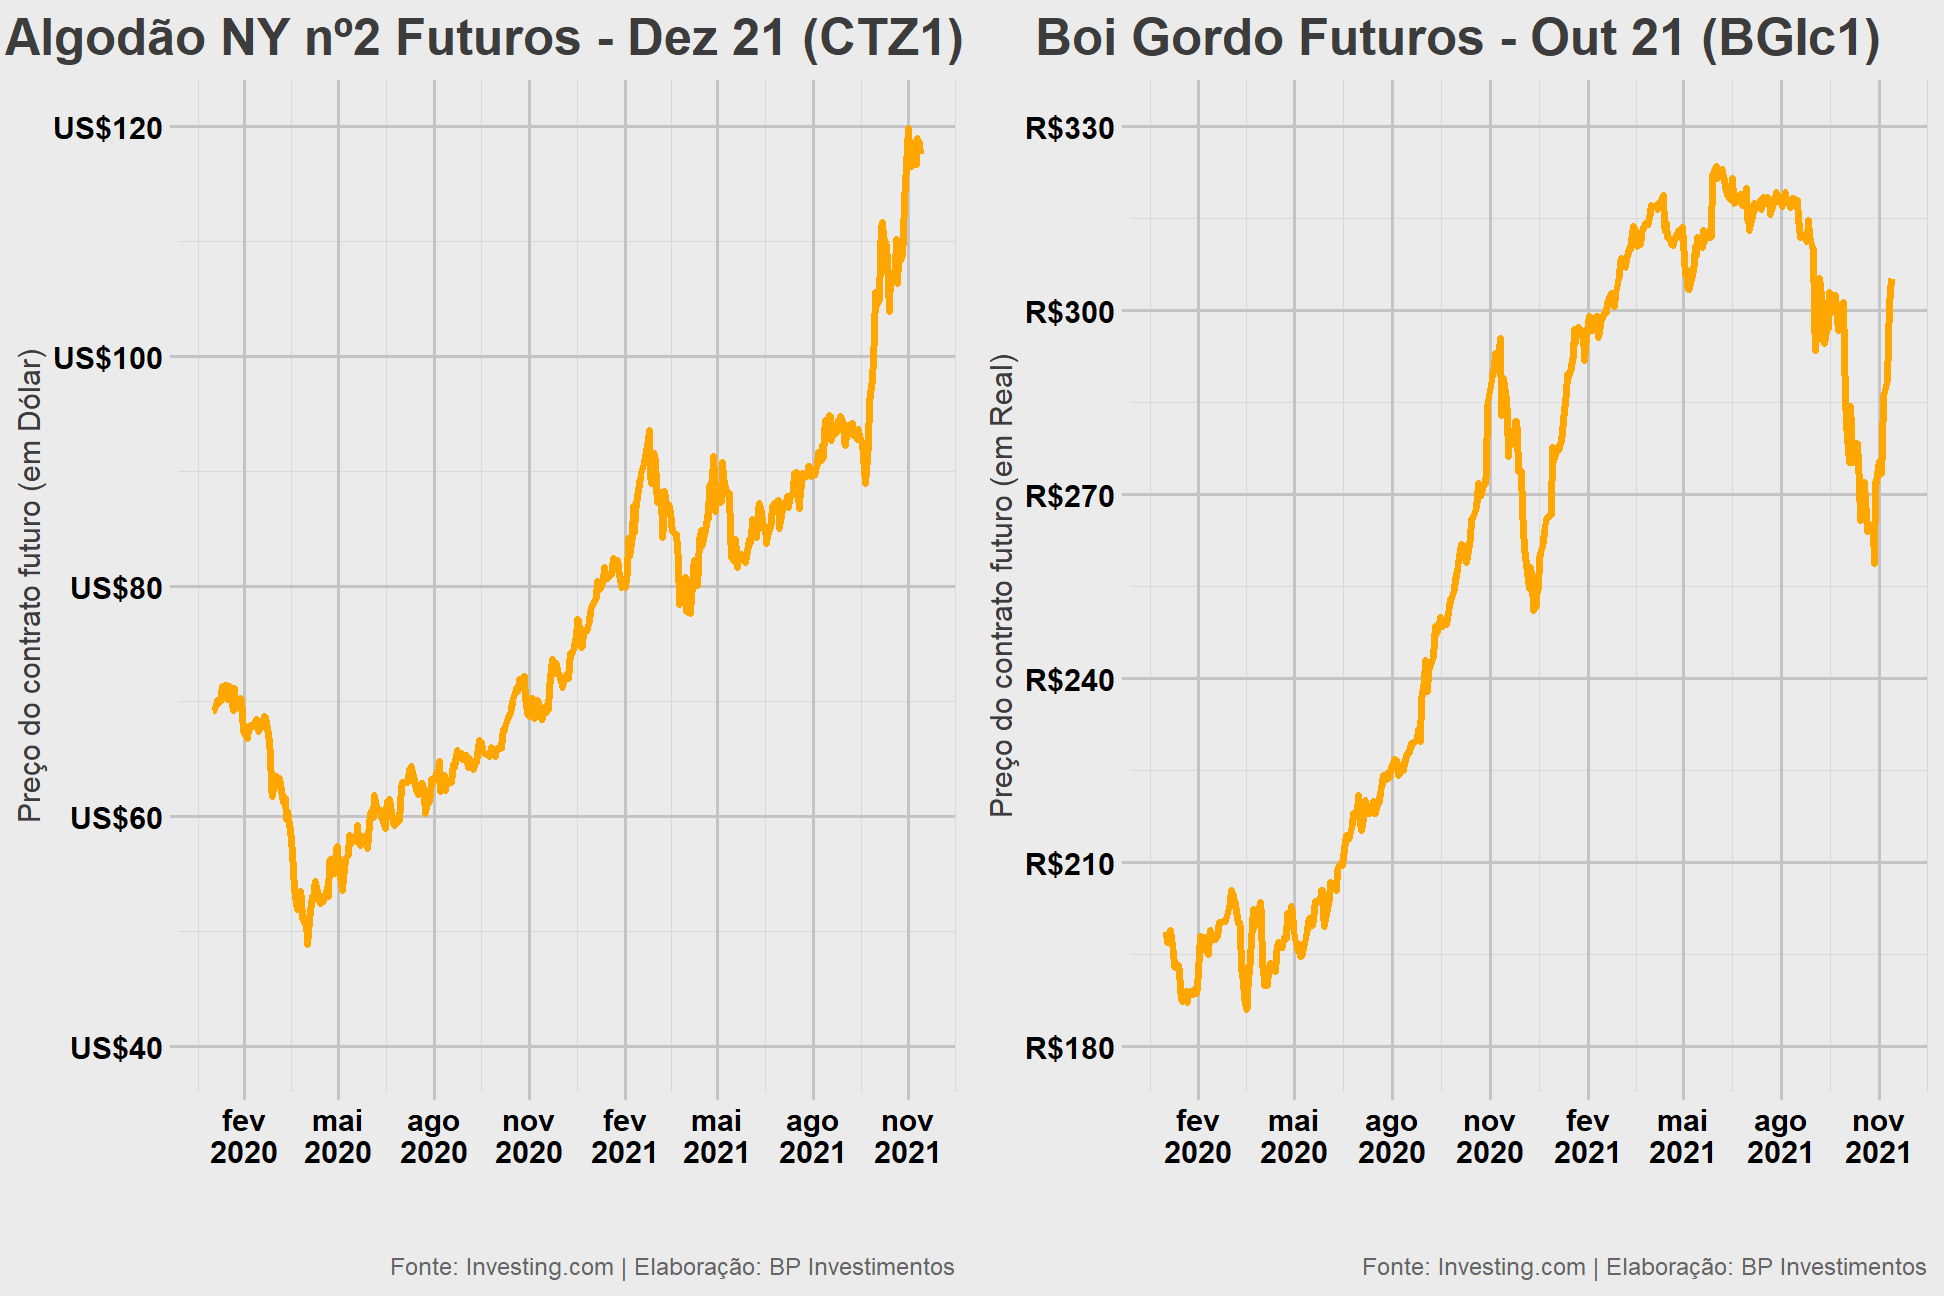 Algodão NY nº2 Futuros - Dez 21 (CTZ1)
Preço do contrato futuro (em Dólar)
US$120
US$100
US$80
US$60
US$40
fev
2020
mai
2020
ago
2020
nov
2020
fev
2021
mai
2021
ago
2021
nov
2021
Fonte: Investing.com | Elaboração: BP Investimentos
Boi Gordo Futuros - Out 21 (BGIc1)
Preço do contrato futuro (em Real)
R$330
R$300
R$270
R$240
R$210
R$180
fev
2020
mai
2020
ago
2020
nov
2020
fev
2021
mai
2021
ago
2021
nov
2021
Fonte: Investing.com | Elaboração: BP Investimentos